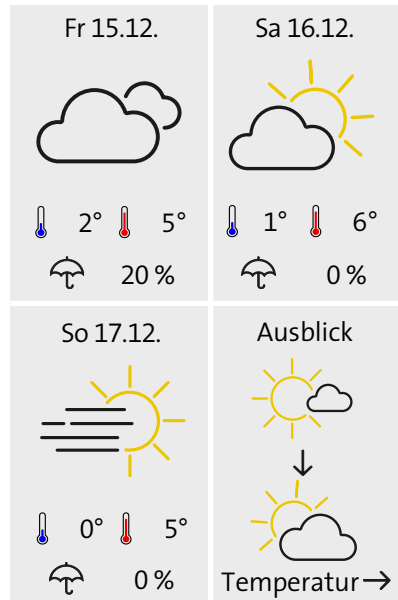 Fr 15.12.
2° 5°
20 %
Sa 16.12.
1° 6°
0 %
So 17.12.
0° 5°
0 %
Ausblick
Temperatur→